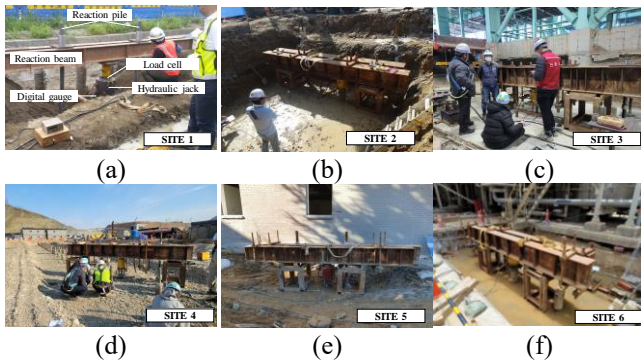 Reaction pile
Reaction beam
Load cell
Digital gauge
Hydraulic jack
SITE 1
SITE 2
SITE 3
(a)
(b)
(c)
SITE 4
SITE 5
SITE 6
(d)
(e)
(f)